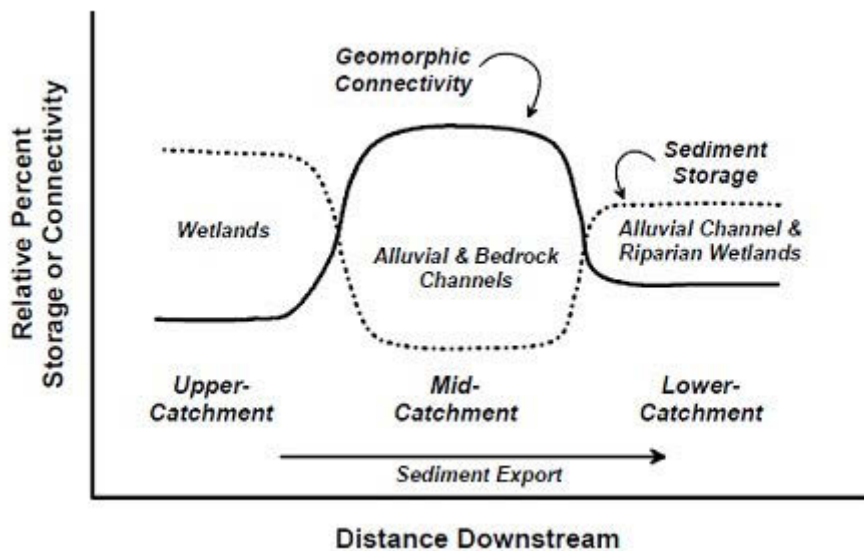 Relative Percent
Storage or Connectivity
Geomorphic
Connectivity
Sediment
Storage
Wetlands
Alluvial & Bedrock
Channels
Alluvial Channel &
Riparian Wetlands
Upper-
Catchment
Mid-
Catchment
Lower-
Catchment
Sediment Export
Distance Downstream